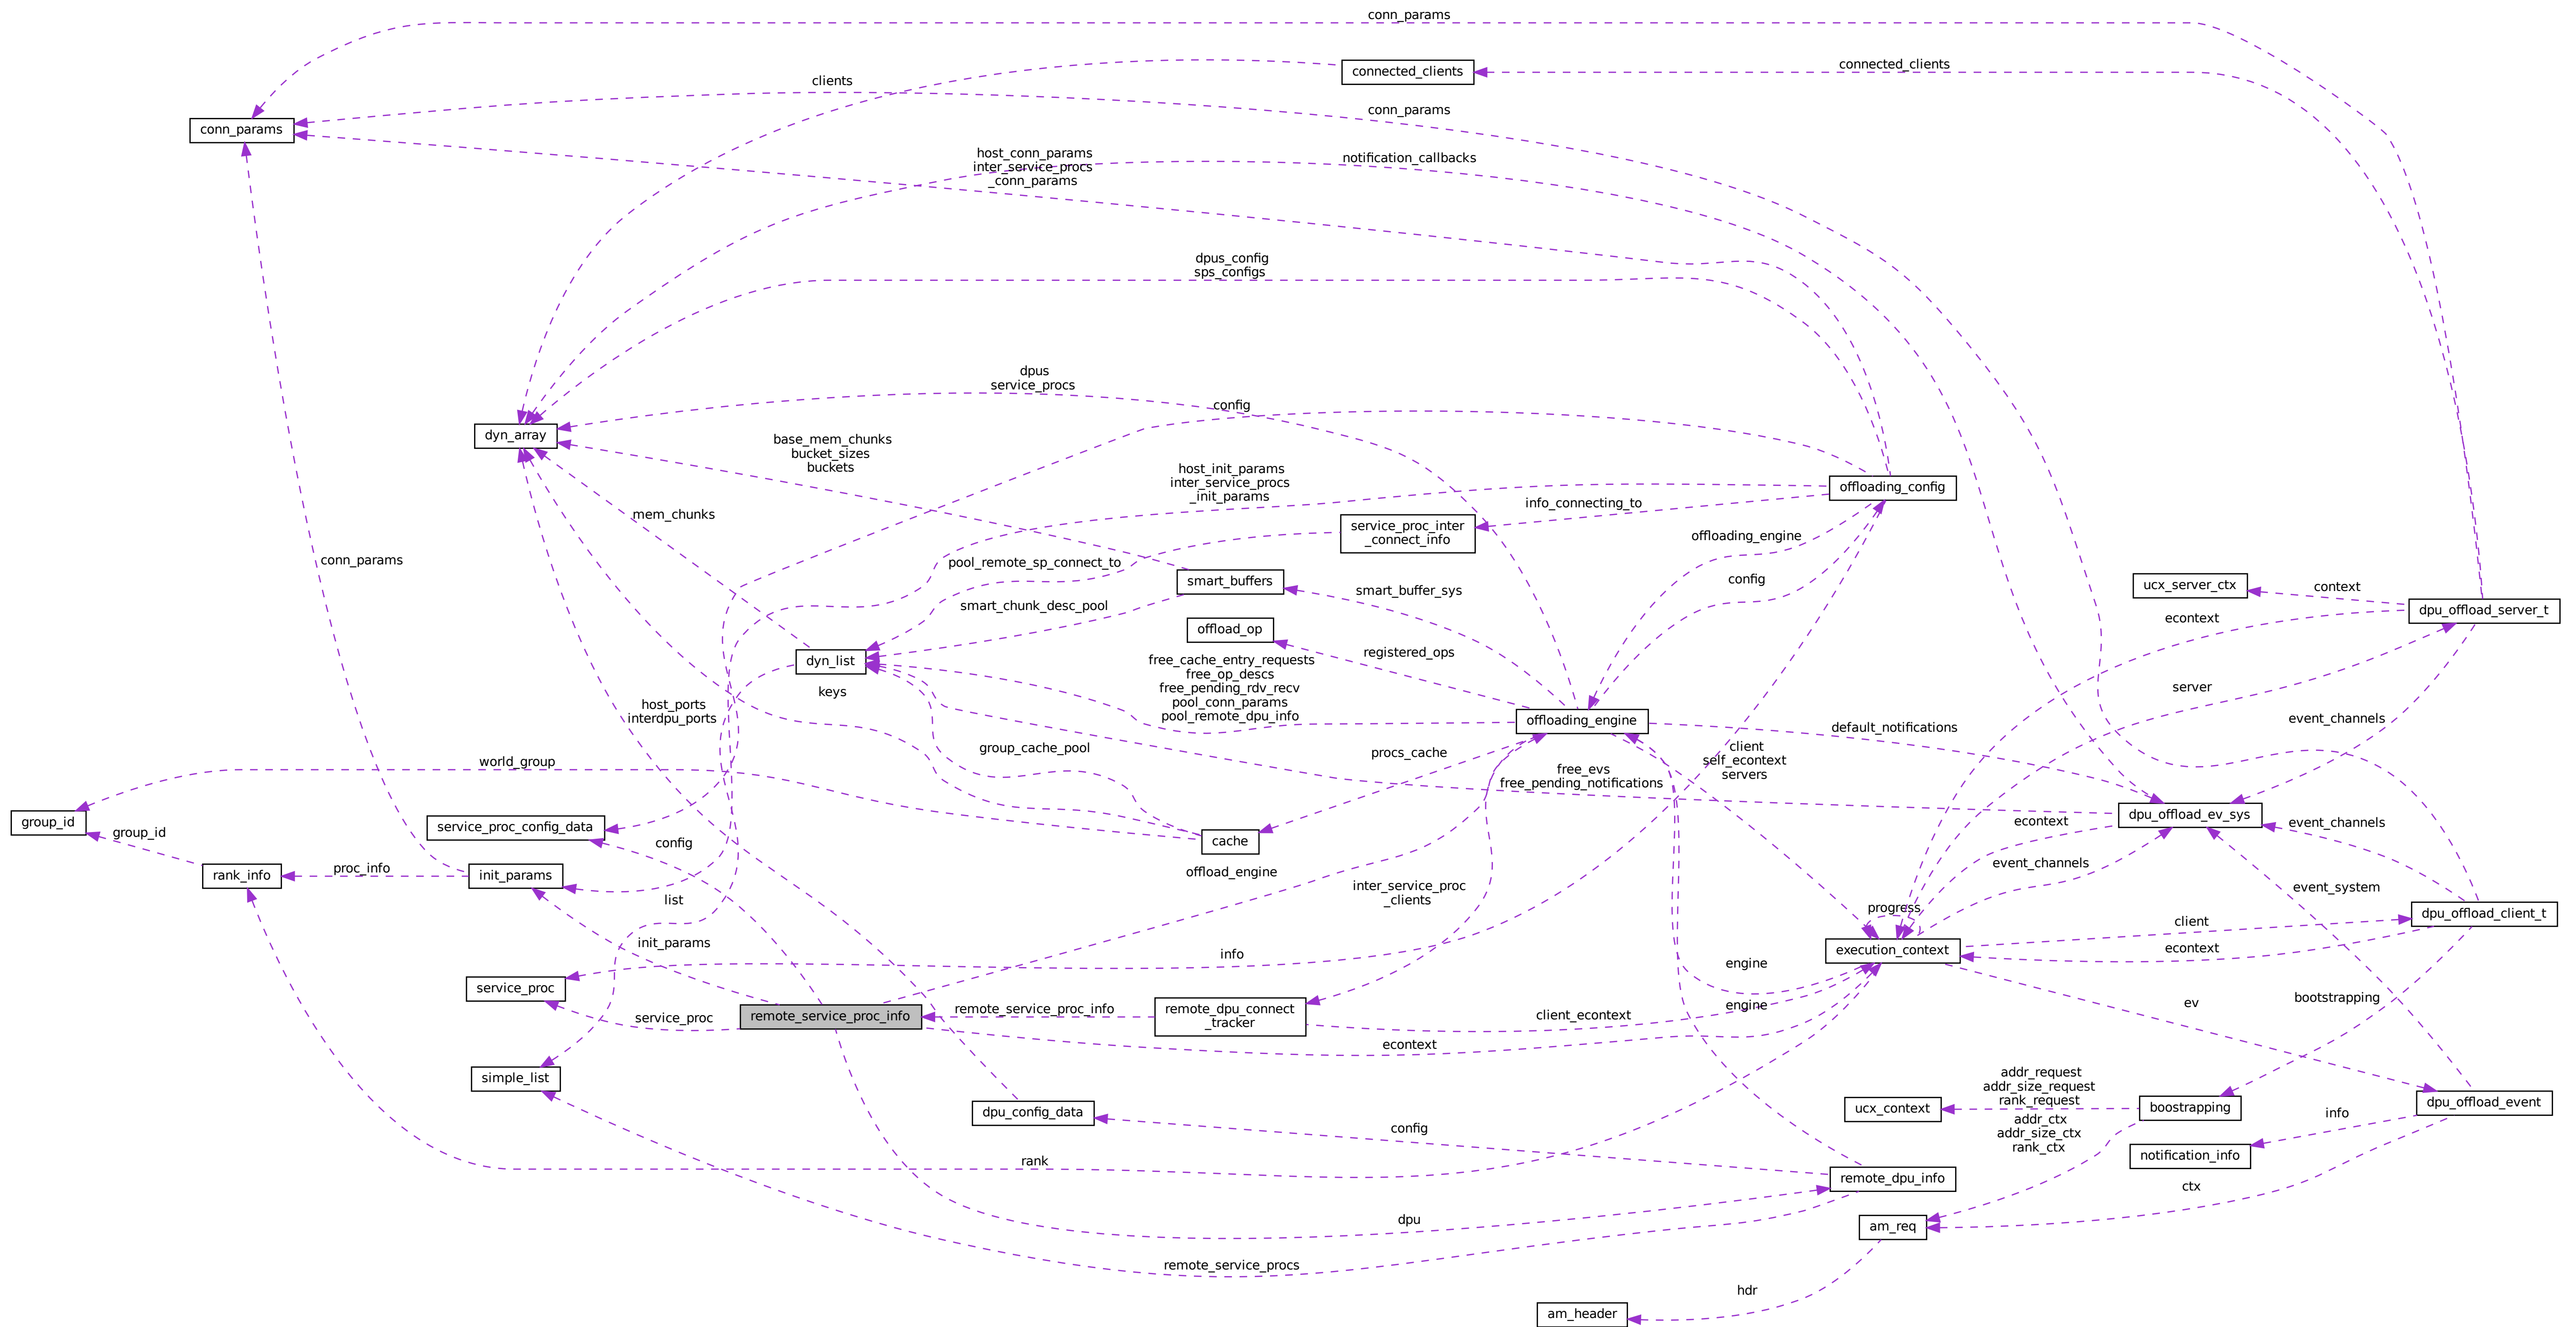 conn_params
connected_clients
connected_clients
clients
conn_params
conn_params
host_conn_params
inter_service_procs
_conn_params
notification_callbacks
dpus_config
sps_configs
dpus
service_procs
config
dyn_array
base_mem_chunks
bucket_sizes
buckets
host_init_params
inter_service_procs
_init_params
offloading_config
info_connecting_to
mem_chunks
service_proc_inter
_connect_info
offloading_engine
conn_params
pool_remote_sp_connect_to
smart_buffers
smart_buffer_sys
config
ucx_server_ctx
context
dpu_offload_server_t
smart_chunk_desc_pool
econtext
offload_op
registered_ops
dyn_list
keys
free_cache_entry_requests
free_op_descs
free_pending_rdv_recv
pool_conn_params
pool_remote_dpu_info
server
host_ports
interdpu_ports
offloading_engine
default_notifications
event_channels
group_cache_pool
procs_cache
client
self_econtext
servers
world_group
free_evs
free_pending_notifications
group_id
group_id
service_proc_config_data
config
cache
dpu_offload_ev_sys
econtext
event_channels
rank_info
proc_info
init_params
offload_engine
event_channels
inter_service_proc
_clients
event_system
list
progress
client
dpu_offload_client_t
init_params
info
execution_context
econtext
engine
service_proc
service_proc
remote_service_proc_info
remote_service_proc_info
remote_dpu_connect
_tracker
client_econtext
engine
bootstrapping
ev
econtext
simple_list
dpu_config_data
config
ucx_context
addr_request
addr_size_request
rank_request
boostrapping
dpu_offload_event
addr_ctx
addr_size_ctx
rank_ctx
info
notification_info
rank
remote_dpu_info
ctx
dpu
am_req
remote_service_procs
hdr
am_header